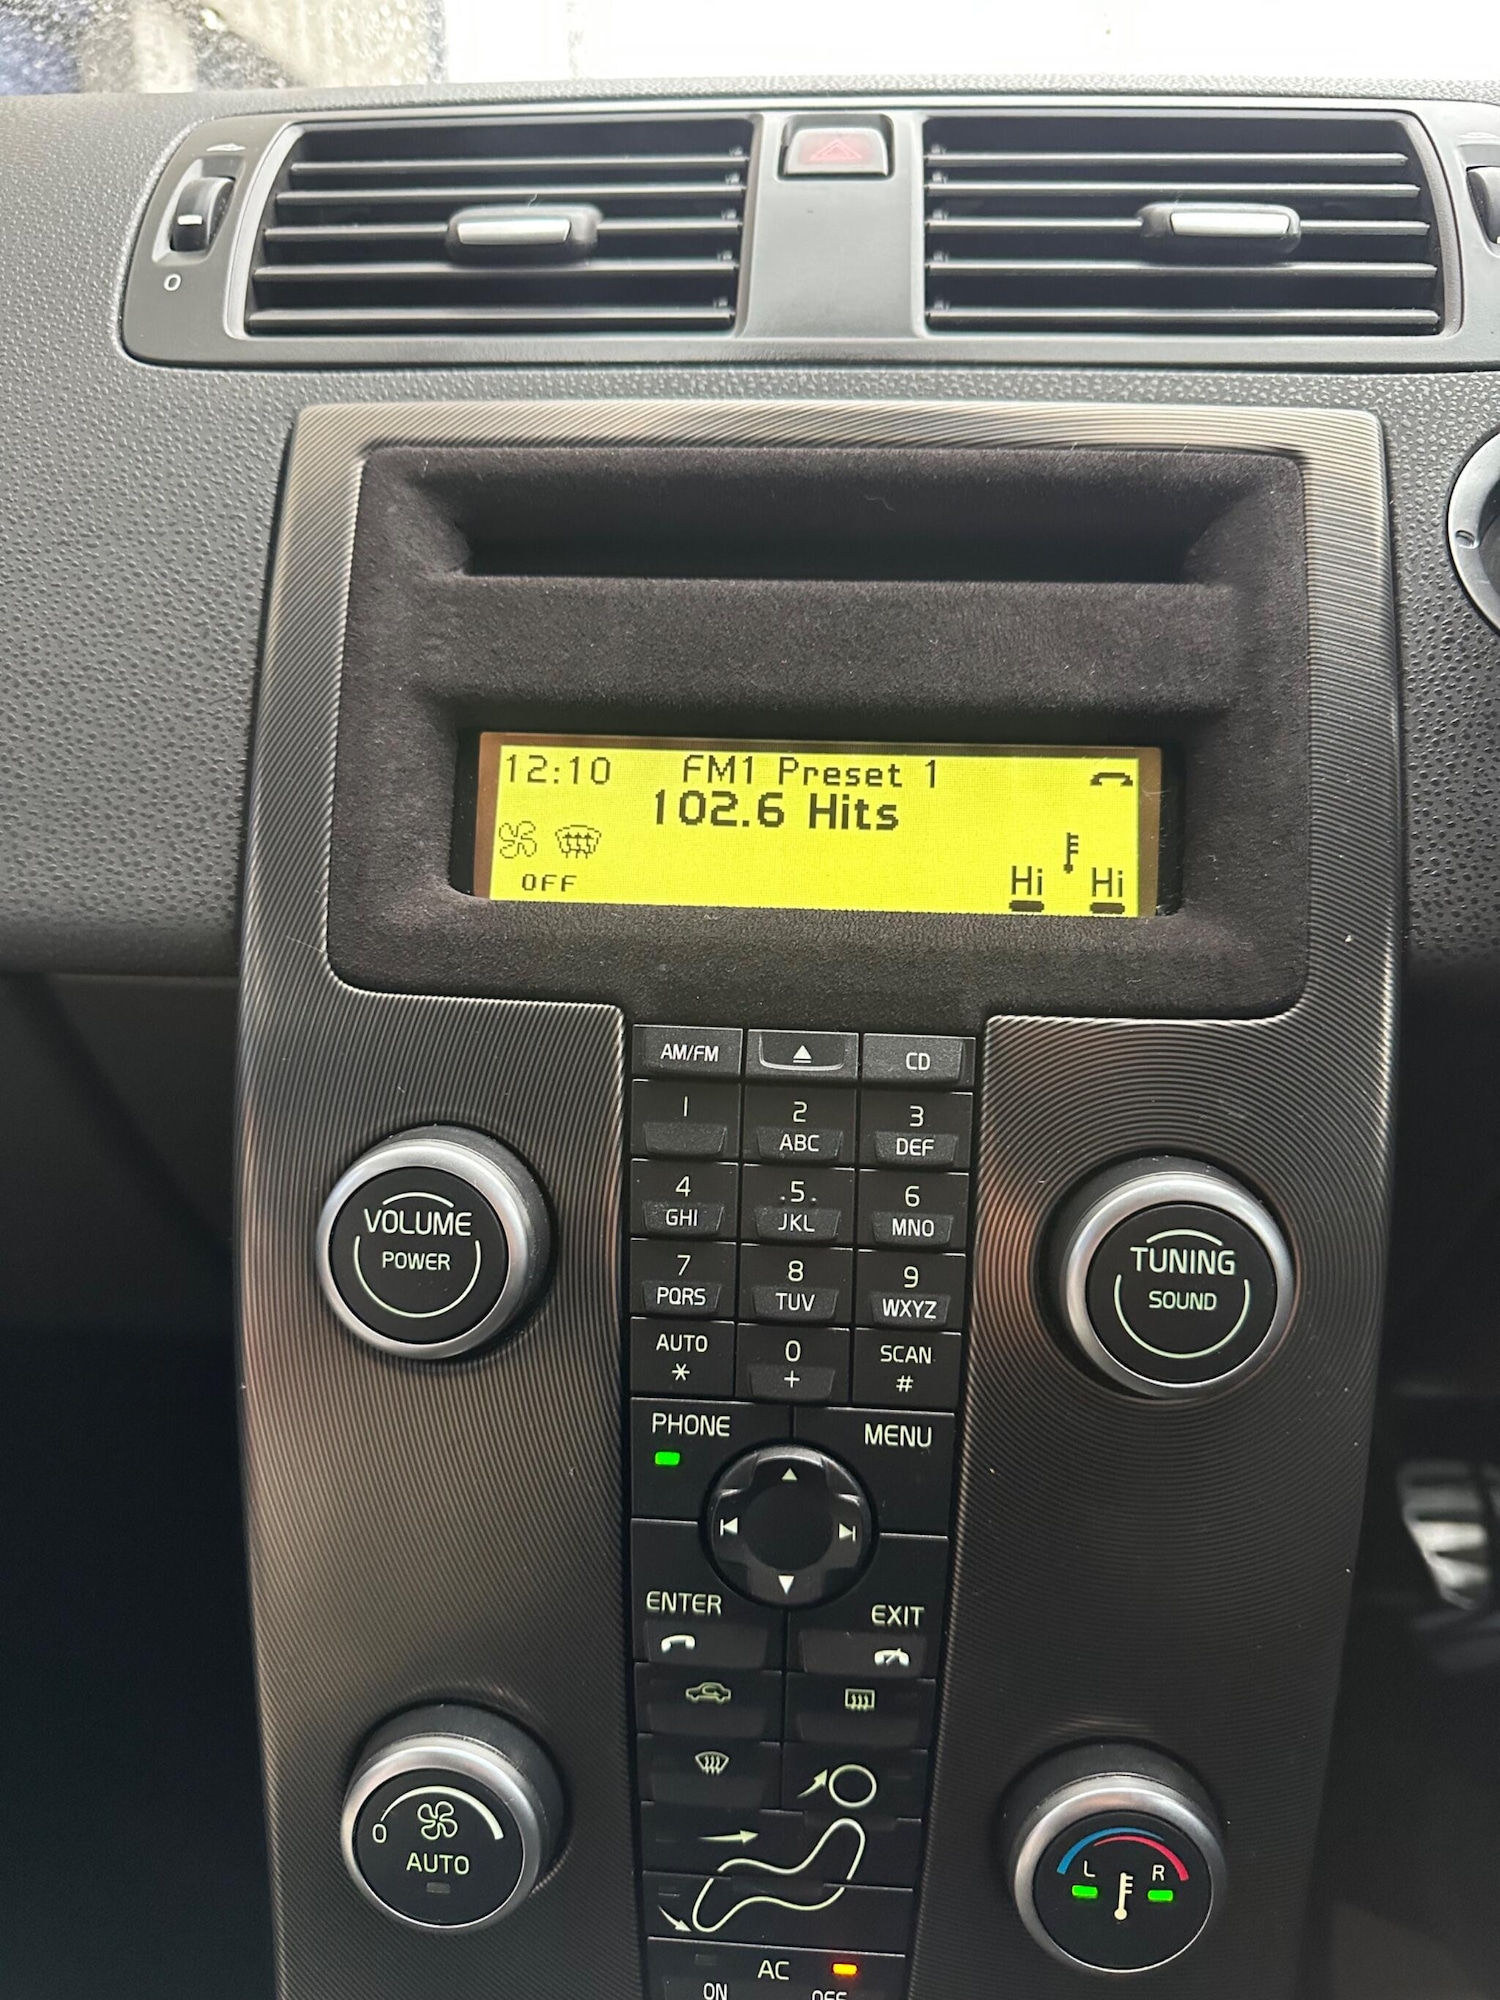 0
12:10 FM1 Preset 1
102.6 Hits
OFF
Hi Hi
AM/FM CD
1 2 3
ABC DEF
4 .5. 6
GHI JKL MNO
7 8 9
PQRS TUV WXYZ
AUTO 0 SCAN
* + #
VOLUME
POWER
TUNING
SOUND
PHONE MENU
ENTER EXIT
0
AUTO
L R
AC
ON OFF